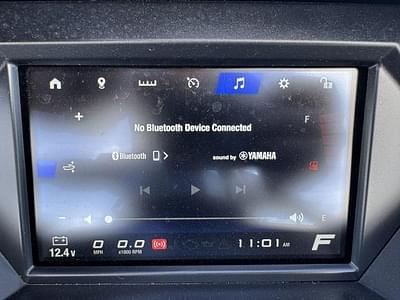 F
No Bluetooth Device Connected
Bluetooth
sound by YAMAHA
E
12.4 V
0 MPH
0.0 x1000 RPM
11:01 AM
F